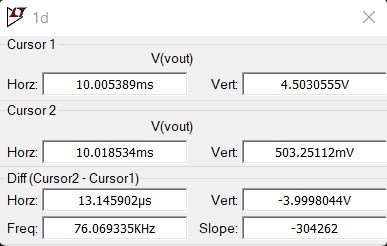 1d
Cursor 1
V(vout)
Horz: 10.005389ms Vert: 4.5030555V
Cursor 2
V(vout)
Horz: 10.018534ms Vert: 503.25112mV
Diff (Cursor2 - Cursor1)
Horz: 13.145902µs Vert: -3.9998044V
Freq: 76.069335KHz Slope: -304262